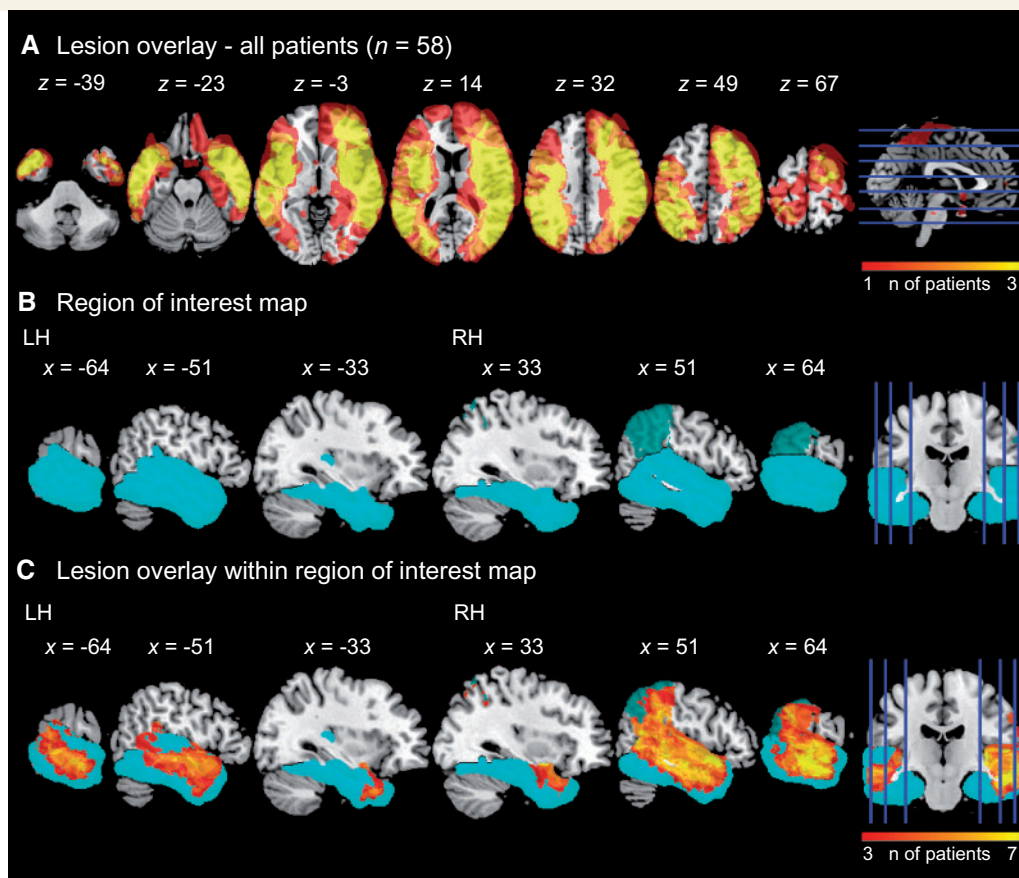 A Lesion overlay - all patients (n = 58)
z = -39 z = -23 z = -3 z = 14 z = 32 z = 49 z = 67
1 n of patients 3
B Region of interest map
LH RH
x = -64 x = -51 x = -33 x = 33 x = 51 x = 64
C Lesion overlay within region of interest map
LH RH
x = -64 x = -51 x = -33 x = 33 x = 51 x = 64
3 n of patients 7